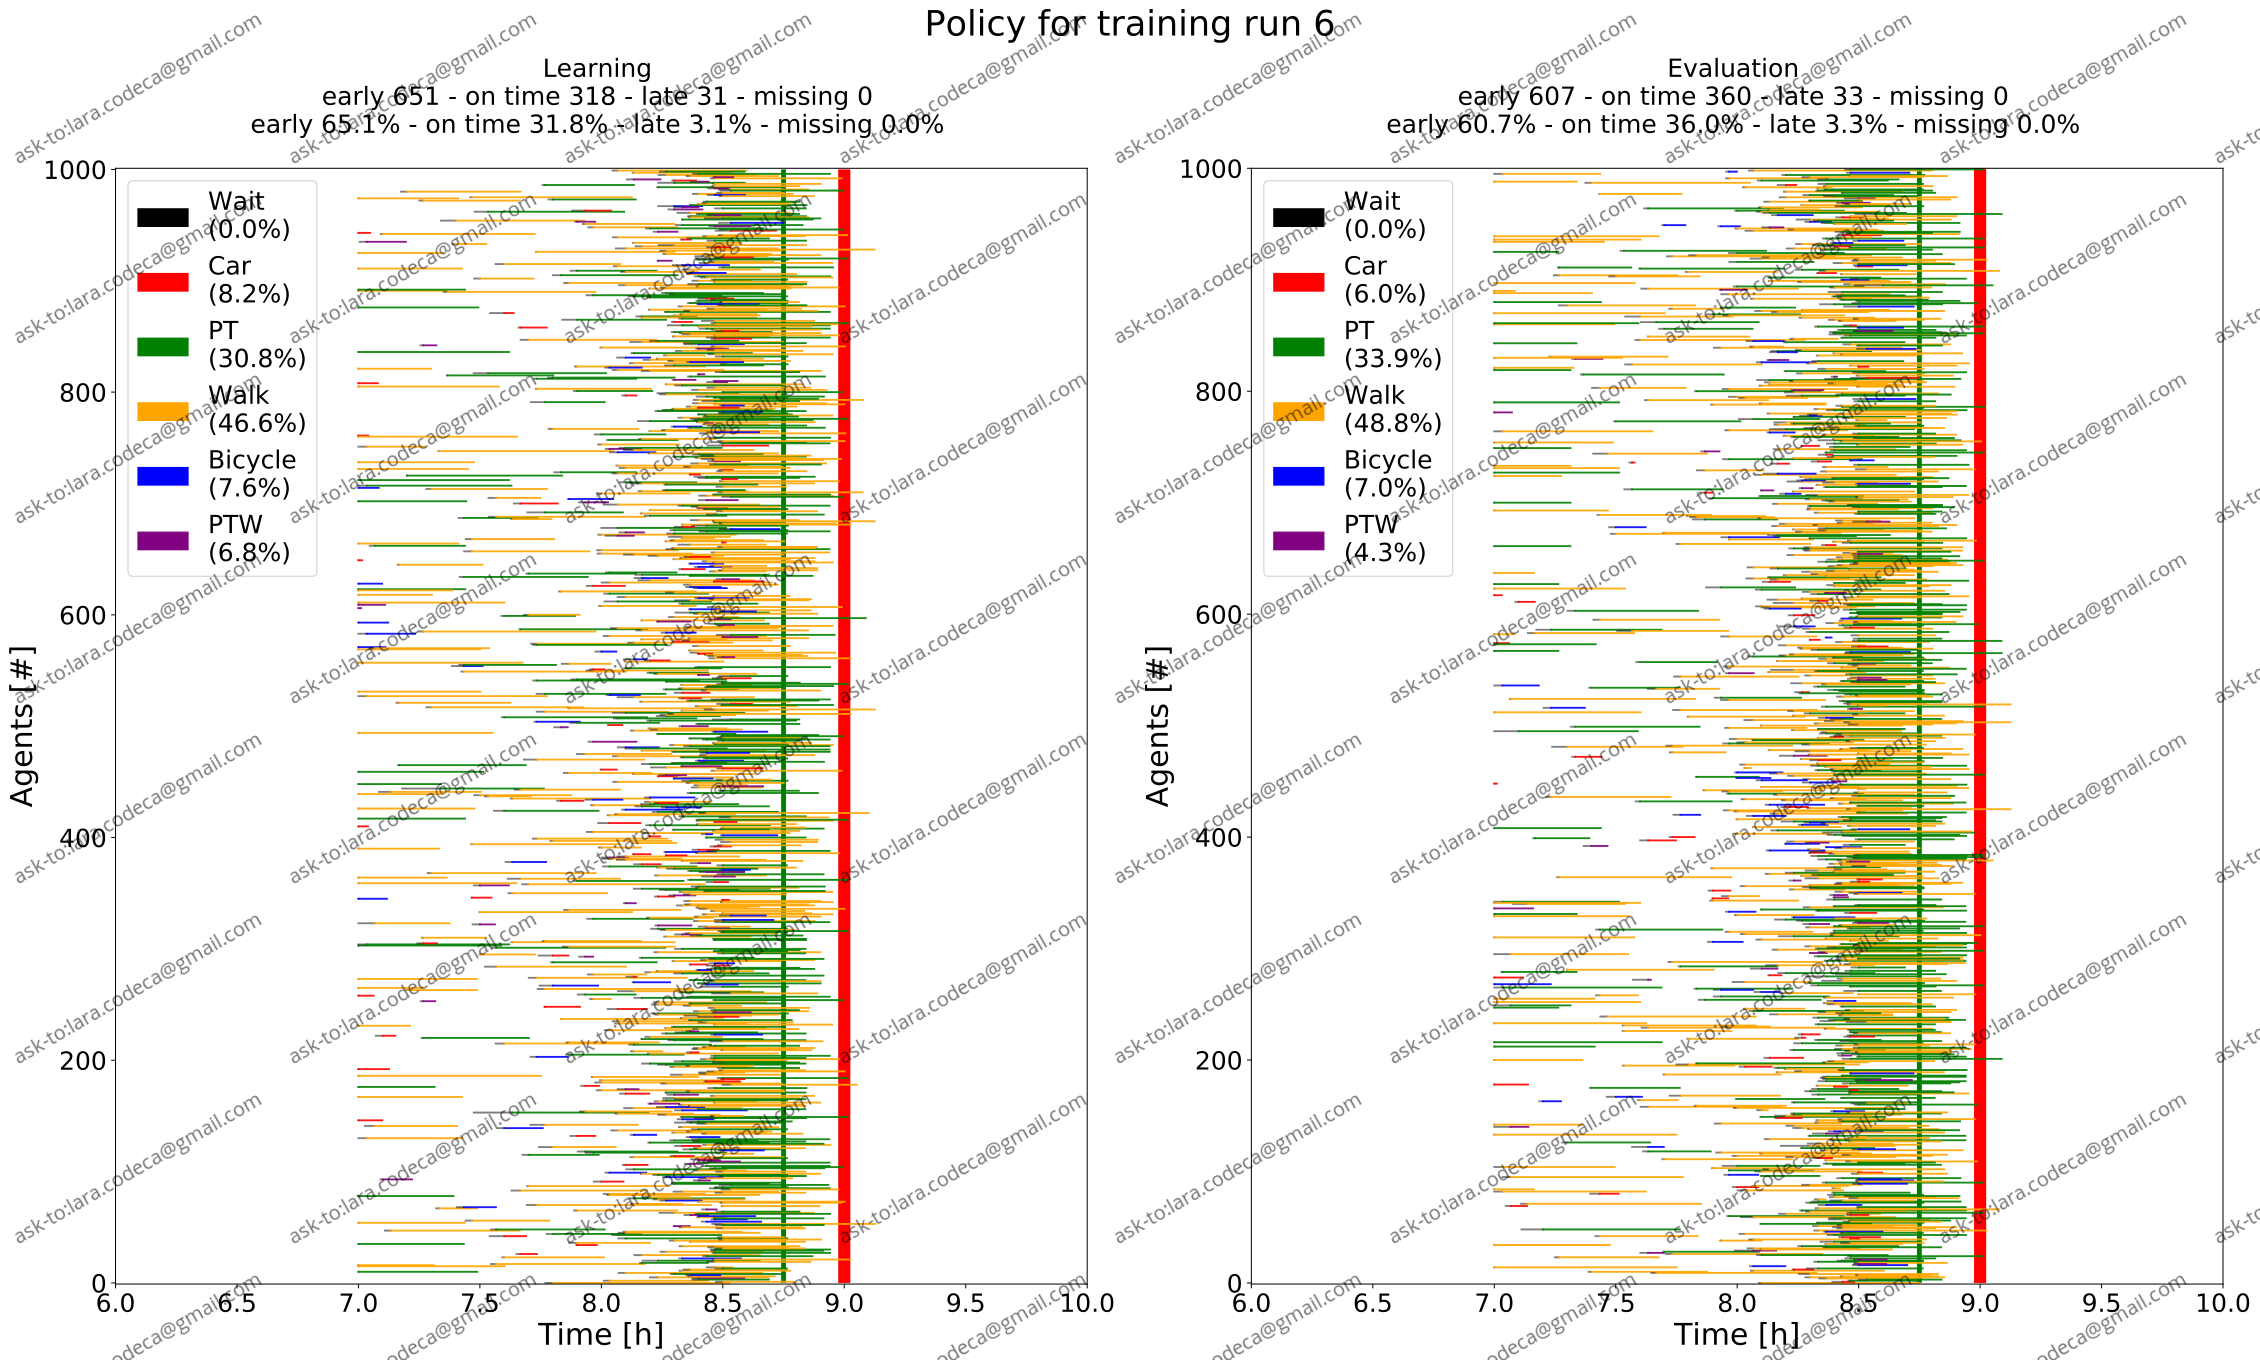 Policy for training run 6
Learning
early 651 - on time 318 - late 31 - missing 0
early 65.1% - on time 31.8% - late 3.1% - missing 0.0%
Agents [#]
1000
800
600
400
200
0
Wait
(0.0%)
Car
(8.2%)
PT
(30.8%)
Walk
(46.6%)
Bicycle
(7.6%)
PTW
(6.8%)
6.0 6.5 7.0 7.5 8.0 8.5 9.0 9.5 10.0
Time [h]
Evaluation
early 607 - on time 360 - late 33 - missing 0
early 60.7% - on time 36.0% - late 3.3% - missing 0.0%
Agents [#]
1000
800
600
400
200
0
Wait
(0.0%)
Car
(6.0%)
PT
(33.9%)
Walk
(48.8%)
Bicycle
(7.0%)
PTW
(4.3%)
6.0 6.5 7.0 7.5 8.0 8.5 9.0 9.5 10.0
Time [h]
ask-to:lara.codeca@gmail.com